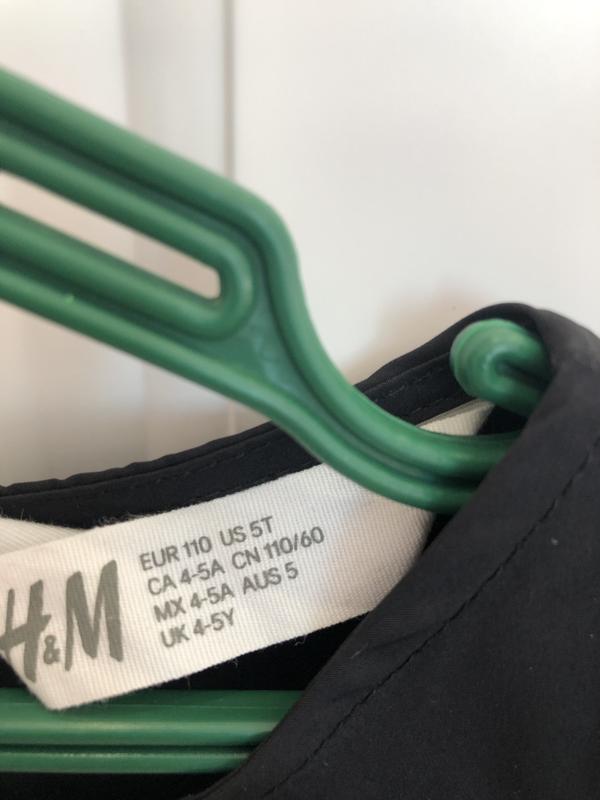 H&M
EUR 110 US 5T
CA 4-5A CN 110/60
MX 4-5A AUS 5
UK 4-5Y